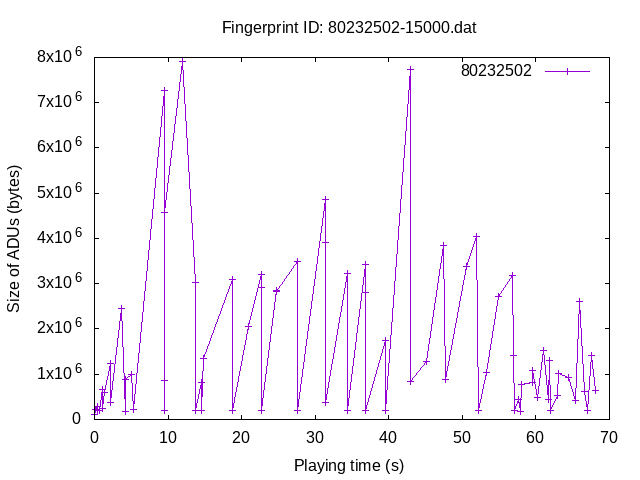 Fingerprint ID: 80232502-15000.dat
80232502
8x10^6
7x10^6
6x10^6
5x10^6
4x10^6
3x10^6
2x10^6
1x10^6
0
Size of ADUs (bytes)
0 10 20 30 40 50 60 70
Playing time (s)